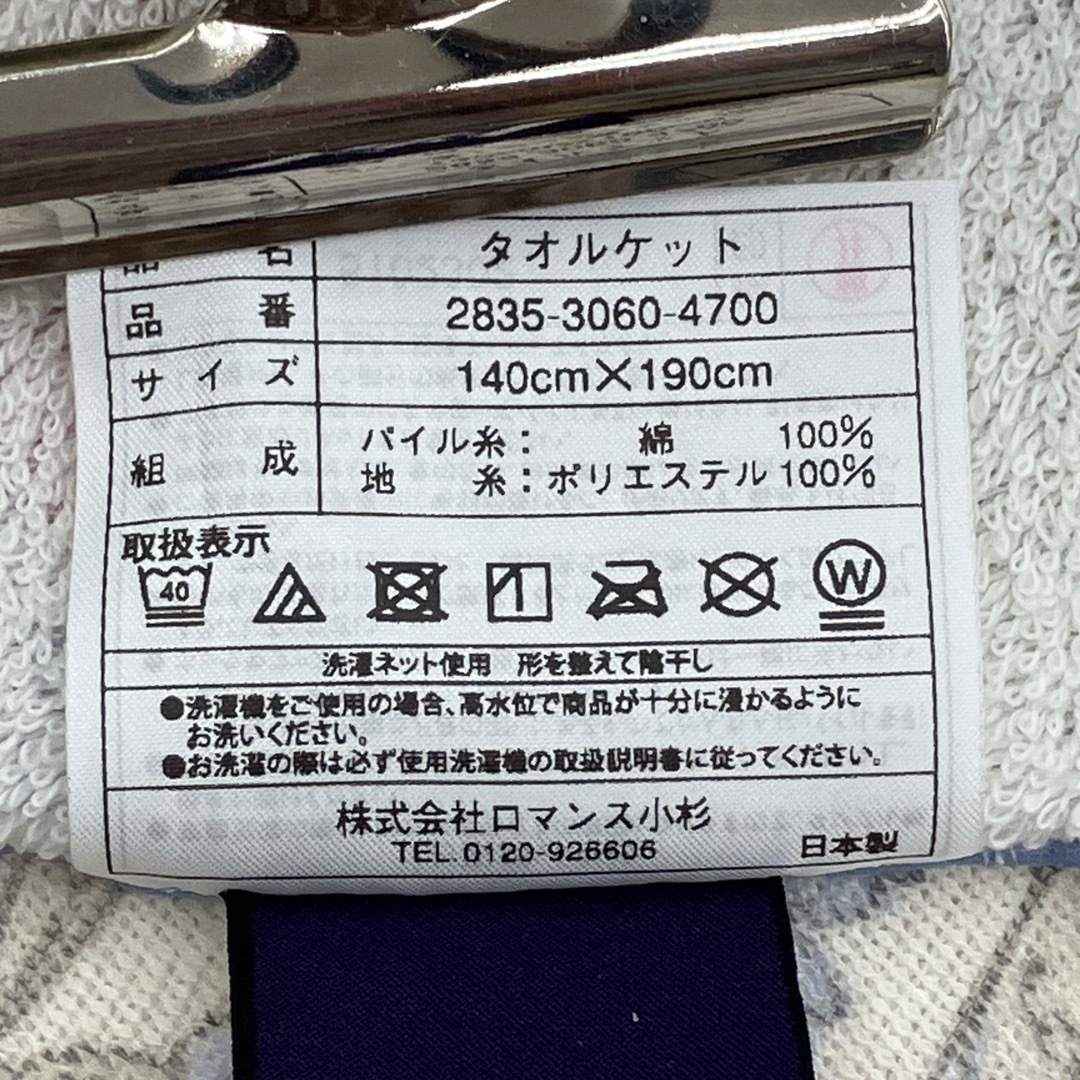 品 名 タオルケット
品 番 2835-3060-4700
サイズ 140cm×190cm
組 成 パイル糸: 綿 100%
地 糸:ポリエステル 100%
取扱表示
40 W
洗濯ネット使用 形を整えて陰干し
●洗濯機をご使用の場合、高水位で商品が十分に浸かるように
お洗いください。
●お洗濯の際は必ず使用洗濯機の取扱説明書に従ってください。
株式会社ロマンス小杉
TEL.0120-926606 日本製